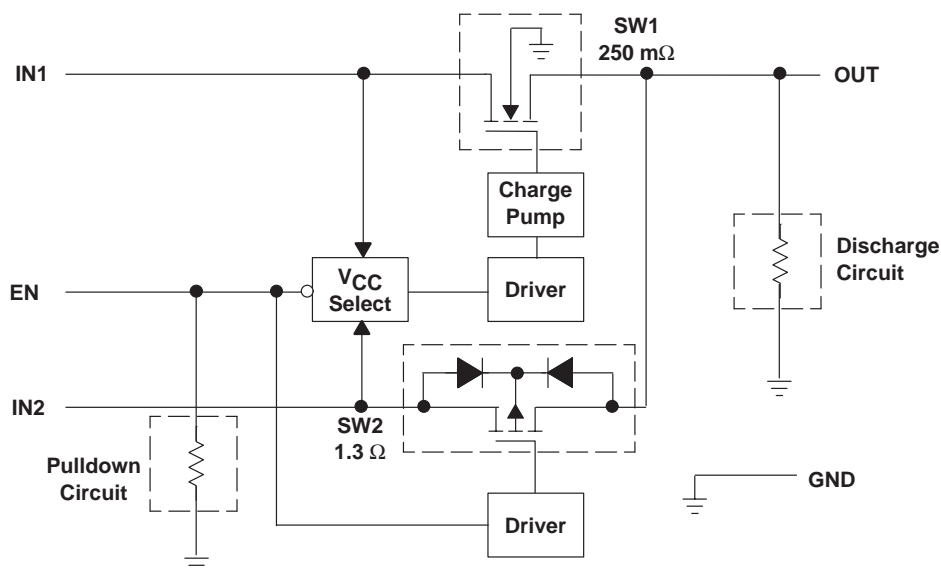 SW1
250 mΩ
IN1
OUT
Charge
Pump
Discharge
Circuit
EN
VCC
Select
Driver
IN2
SW2
1.3 Ω
Pulldown
Circuit
GND
Driver